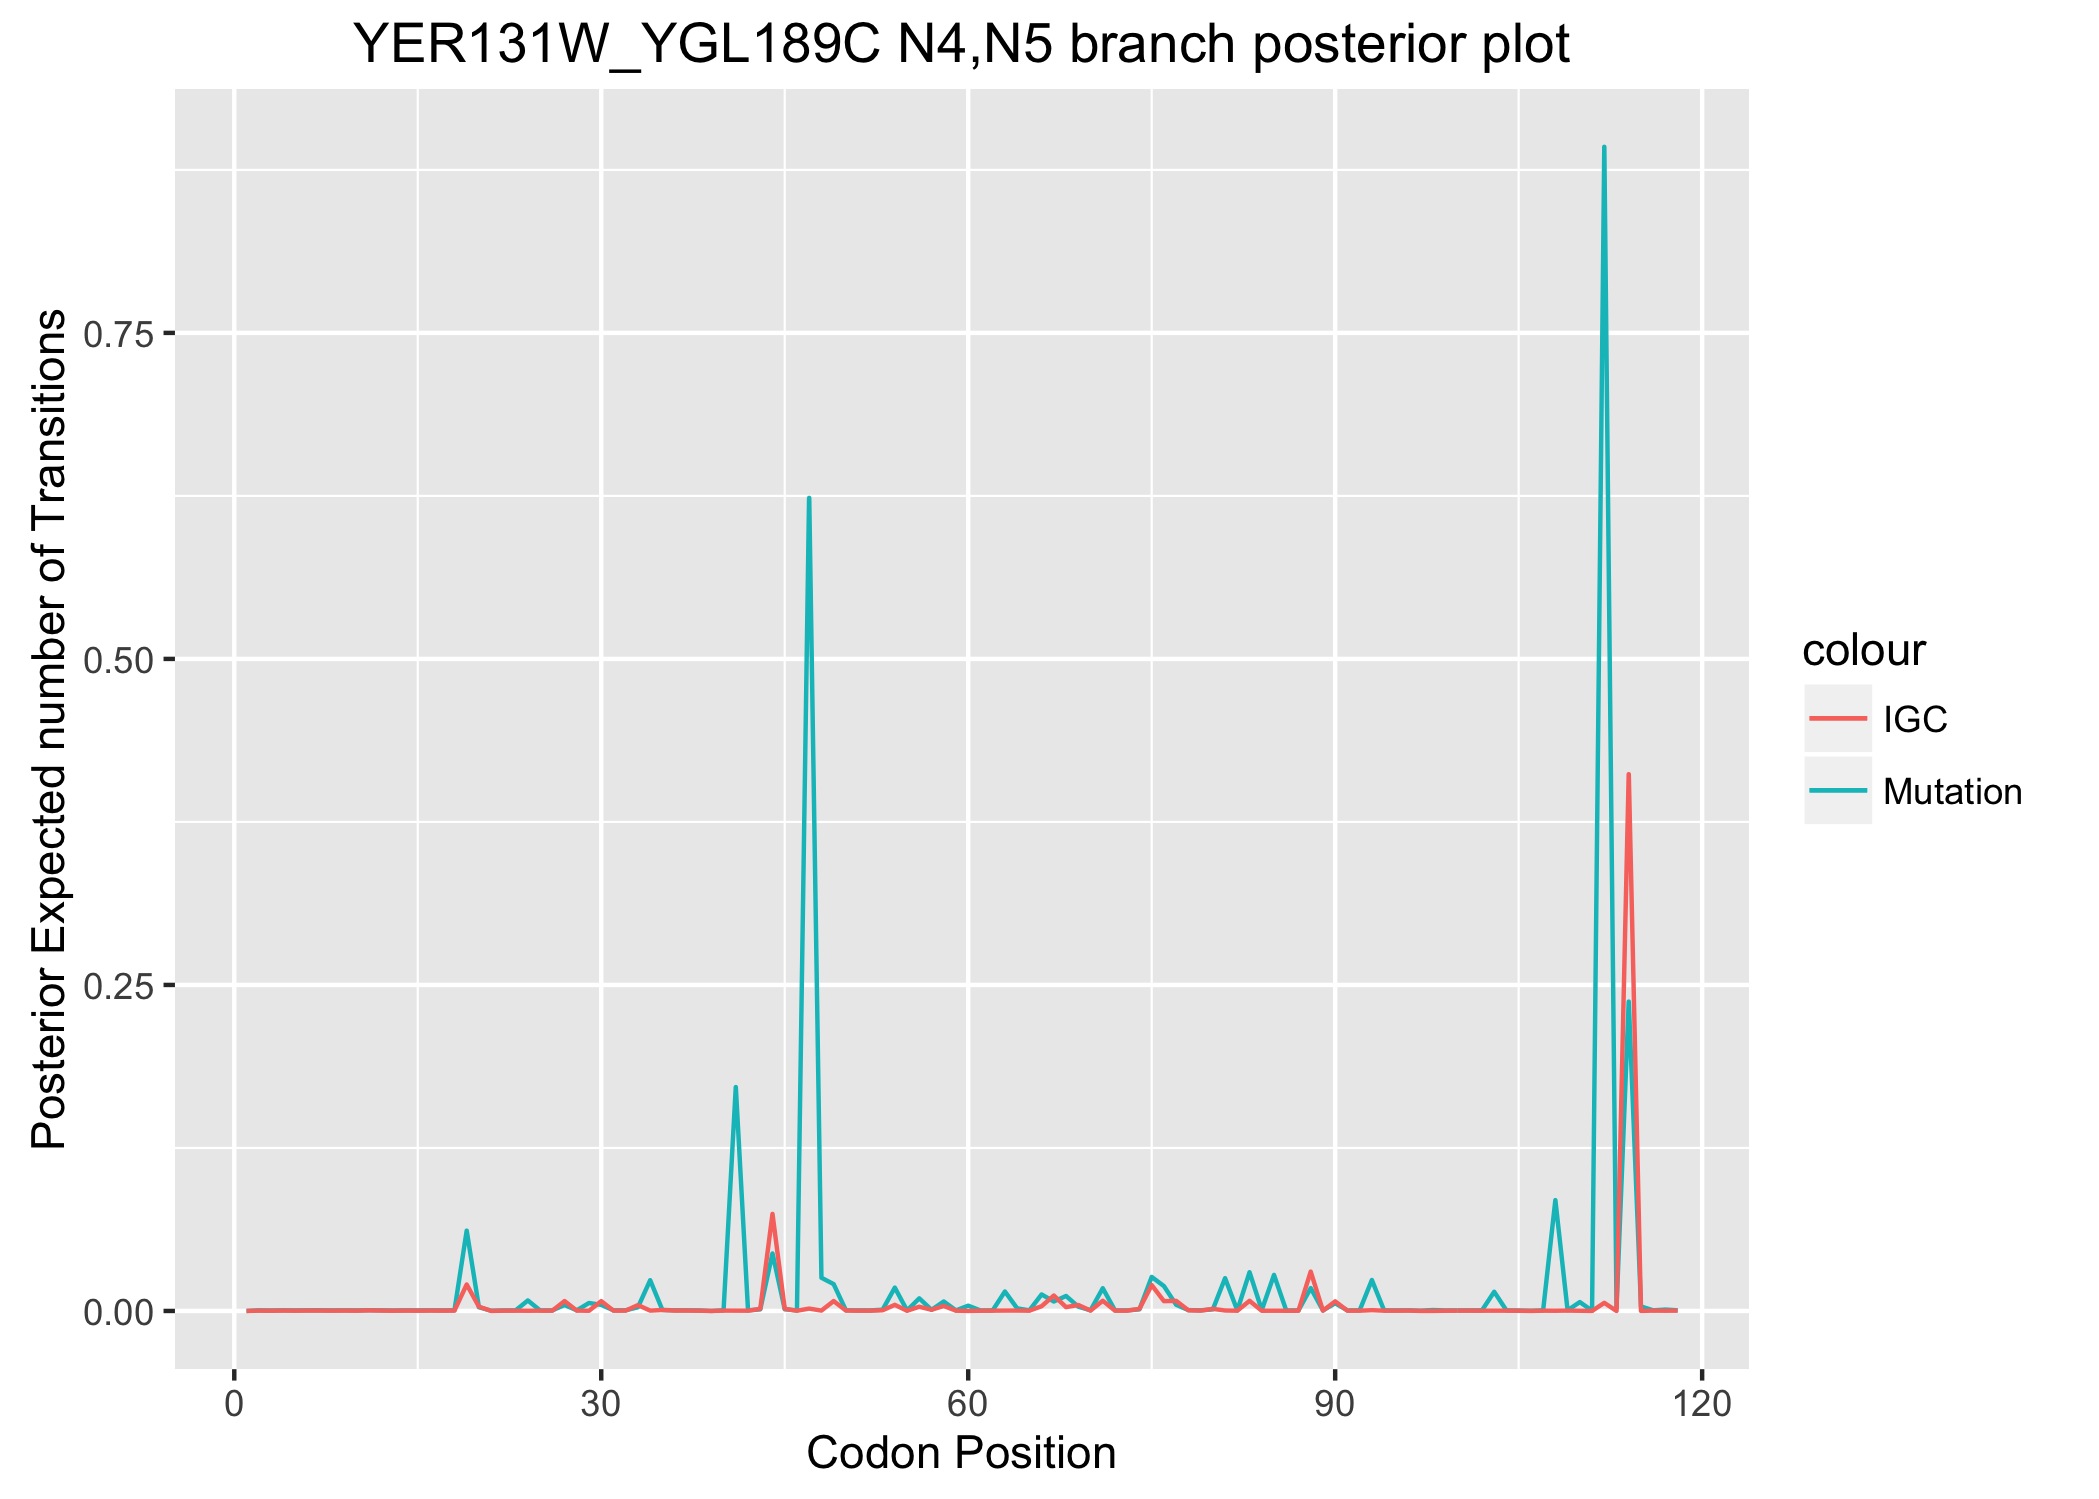 YER131W_YGL189C N4,N5 branch posterior plot
Posterior Expected number of Transitions
0.75
0.50
0.25
0.00
0 30 60 90 120
Codon Position
colour
IGC
Mutation